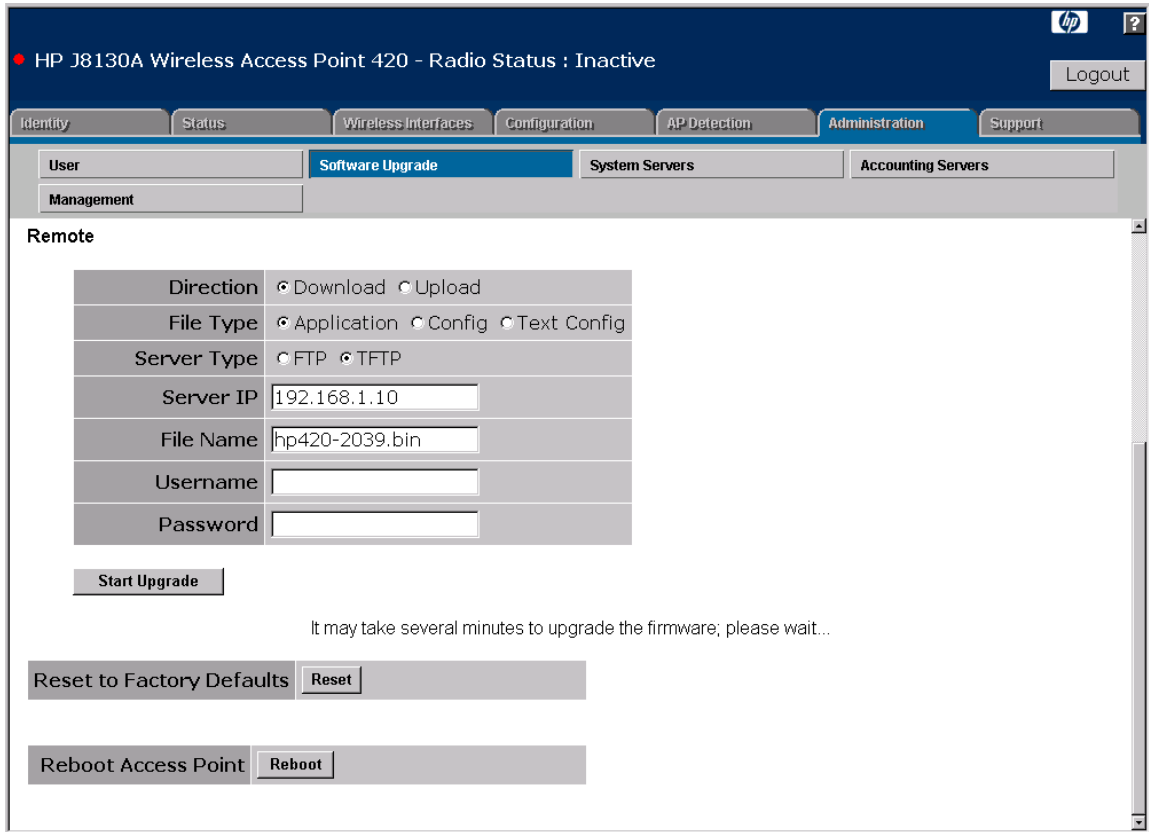 hp
?
HP J8130A Wireless Access Point 420 - Radio Status : Inactive
Logout
Identity Status Wireless Interfaces Configuration AP Detection Administration Support
User Software Upgrade System Servers Accounting Servers
Management
Remote
Direction Download Upload
File Type Application Config Text Config
Server Type FTP TFTP
Server IP 192.168.1.10
File Name hp420-2039.bin
Username
Password
Start Upgrade
It may take several minutes to upgrade the firmware; please wait...
Reset to Factory Defaults Reset
Reboot Access Point Reboot